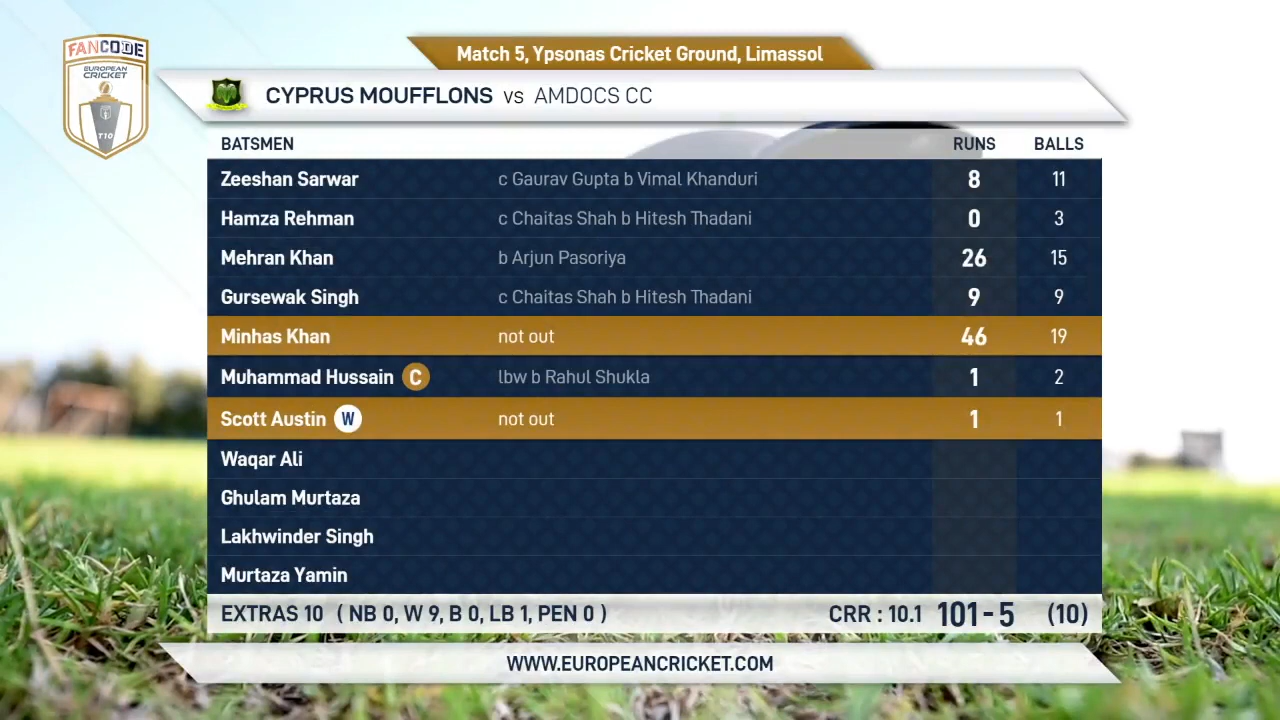 FANCODE
EUROPEAN
CRICKET
T10
Match 5, Ypsonas Cricket Ground, Limassol
CYPRUS MOUFFLONS vs AMDOCS CC
BATSMEN RUNS BALLS
Zeeshan Sarwar c Gaurav Gupta b Vimal Khanduri 8 11
Hamza Rehman c Chaitas Shah b Hitesh Thadani 0 3
Mehran Khan b Arjun Pasoriya 26 15
Gursewak Singh c Chaitas Shah b Hitesh Thadani 9 9
Minhas Khan not out 46 19
Muhammad Hussain C lbw b Rahul Shukla 1 2
Scott Austin W not out 1 1
Waqar Ali
Ghulam Murtaza
Lakhwinder Singh
Murtaza Yamin
EXTRAS 10 ( NB 0, W 9, B 0, LB 1, PEN 0 ) CRR : 10.1 101-5 (10)
WWW.EUROPEANCRICKET.COM